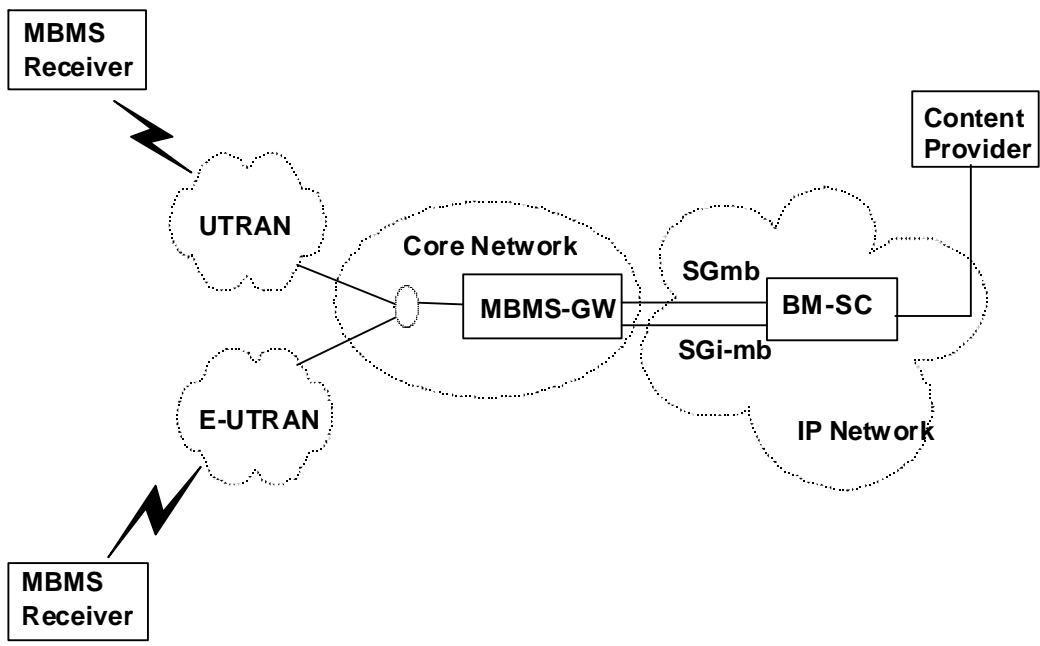 MBMS
Receiver
Content
Provider
UTRAN
Core Network
SGmb
MBMS-GW
BM-SC
SGi-mb
E-UTRAN
IP Network
MBMS
Receiver